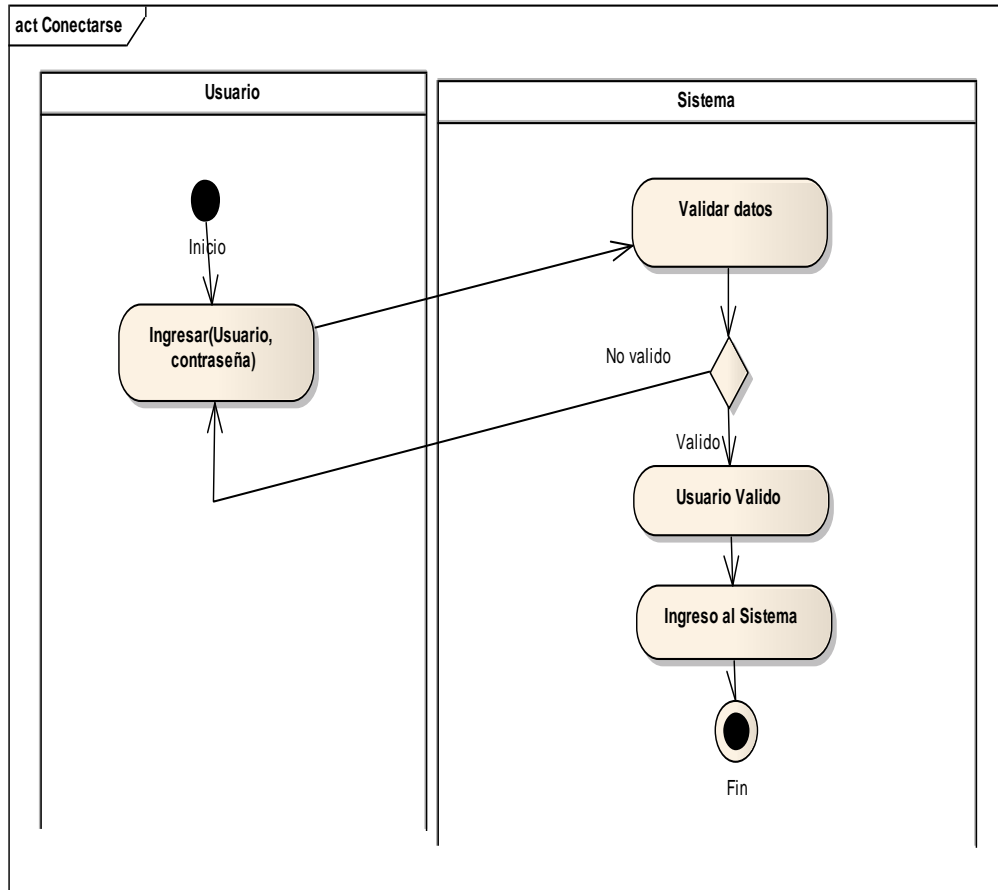 act Conectarse
Usuario
Sistema
Inicio
Validar datos
Ingresar(Usuario,
contraseña)
No valido
Valido
Usuario Valido
Ingreso al Sistema
Fin